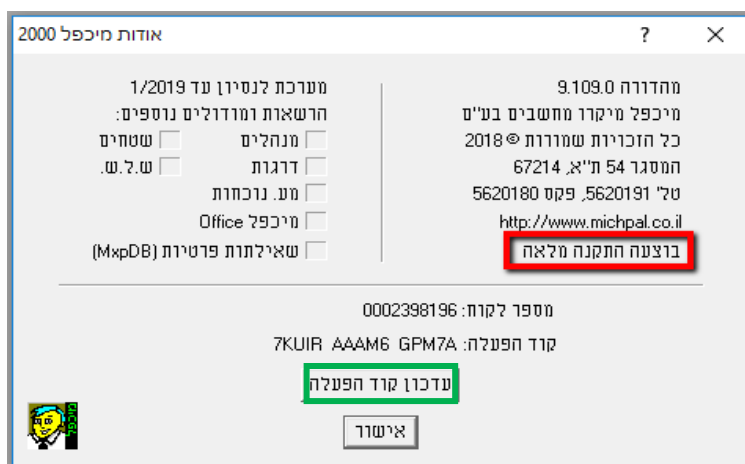 אודות מיכפל 2000
מהדורה 9.109.0
מיכפל מיקרו מחשבים בע"ם
כל הזכויות שמורות © 2018
המסגר 54 ת"א, 67214
טל' 5620191, פקס 5620180
http://www.michpal.co.il
בוצעה התקנה מלאה
מערכת לנסיון עד 1/2019
הרשאות ומודולים נוספים:
מנהלים שטחים
דרגות ש.ל.ש.
מע. נוכחות
מיכפל Office
שאילתות פרטיות (MxpDB)
מספר לקוח: 0002398196
קוד הפעלה: 7KUIR AAAM6 GPM7A
עדכון קוד הפעלה
אישור